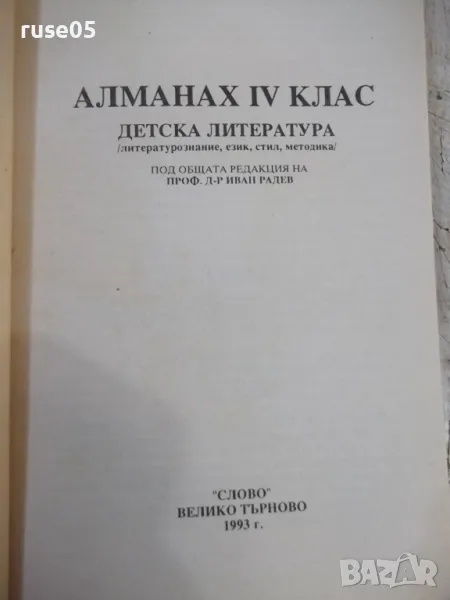 ruse05
АЛМАНАХ IV КЛАС
ДЕТСКА ЛИТЕРАТУРА
/литературознание, език, стил, методика/
ПОД ОБЩАТА РЕДАКЦИЯ НА
ПРОФ. Д-Р ИВАН РАДЕВ
"СЛОВО"
ВЕЛИКО ТЪРНОВО
1993 г.
BAZAR